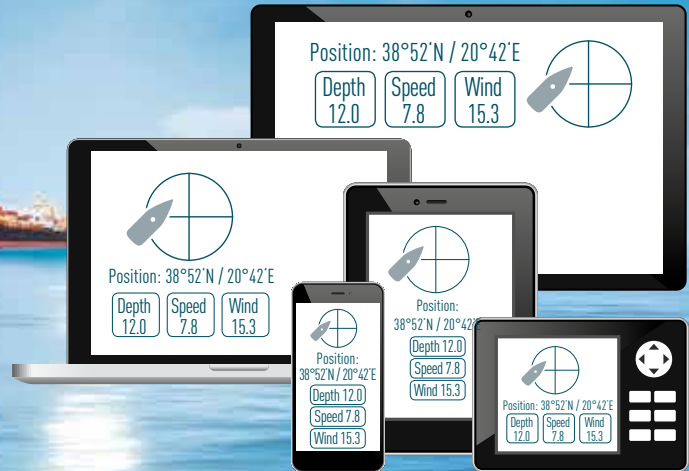 Position: 38°52'N / 20°42'E
Depth Speed Wind
12.0 7.8 15.3
Position: 38°52'N / 20°42'E
Depth Speed Wind
12.0 7.8 15.3
Position:
38°52'N / 20°42'E
Depth 12.0
Speed 7.8
Wind 15.3
Position:
38°52'N / 20°42'E
Depth 12.0
Speed 7.8
Wind 15.3
Position: 38°52'N / 20°42'E
Depth Speed Wind
12.0 7.8 15.3